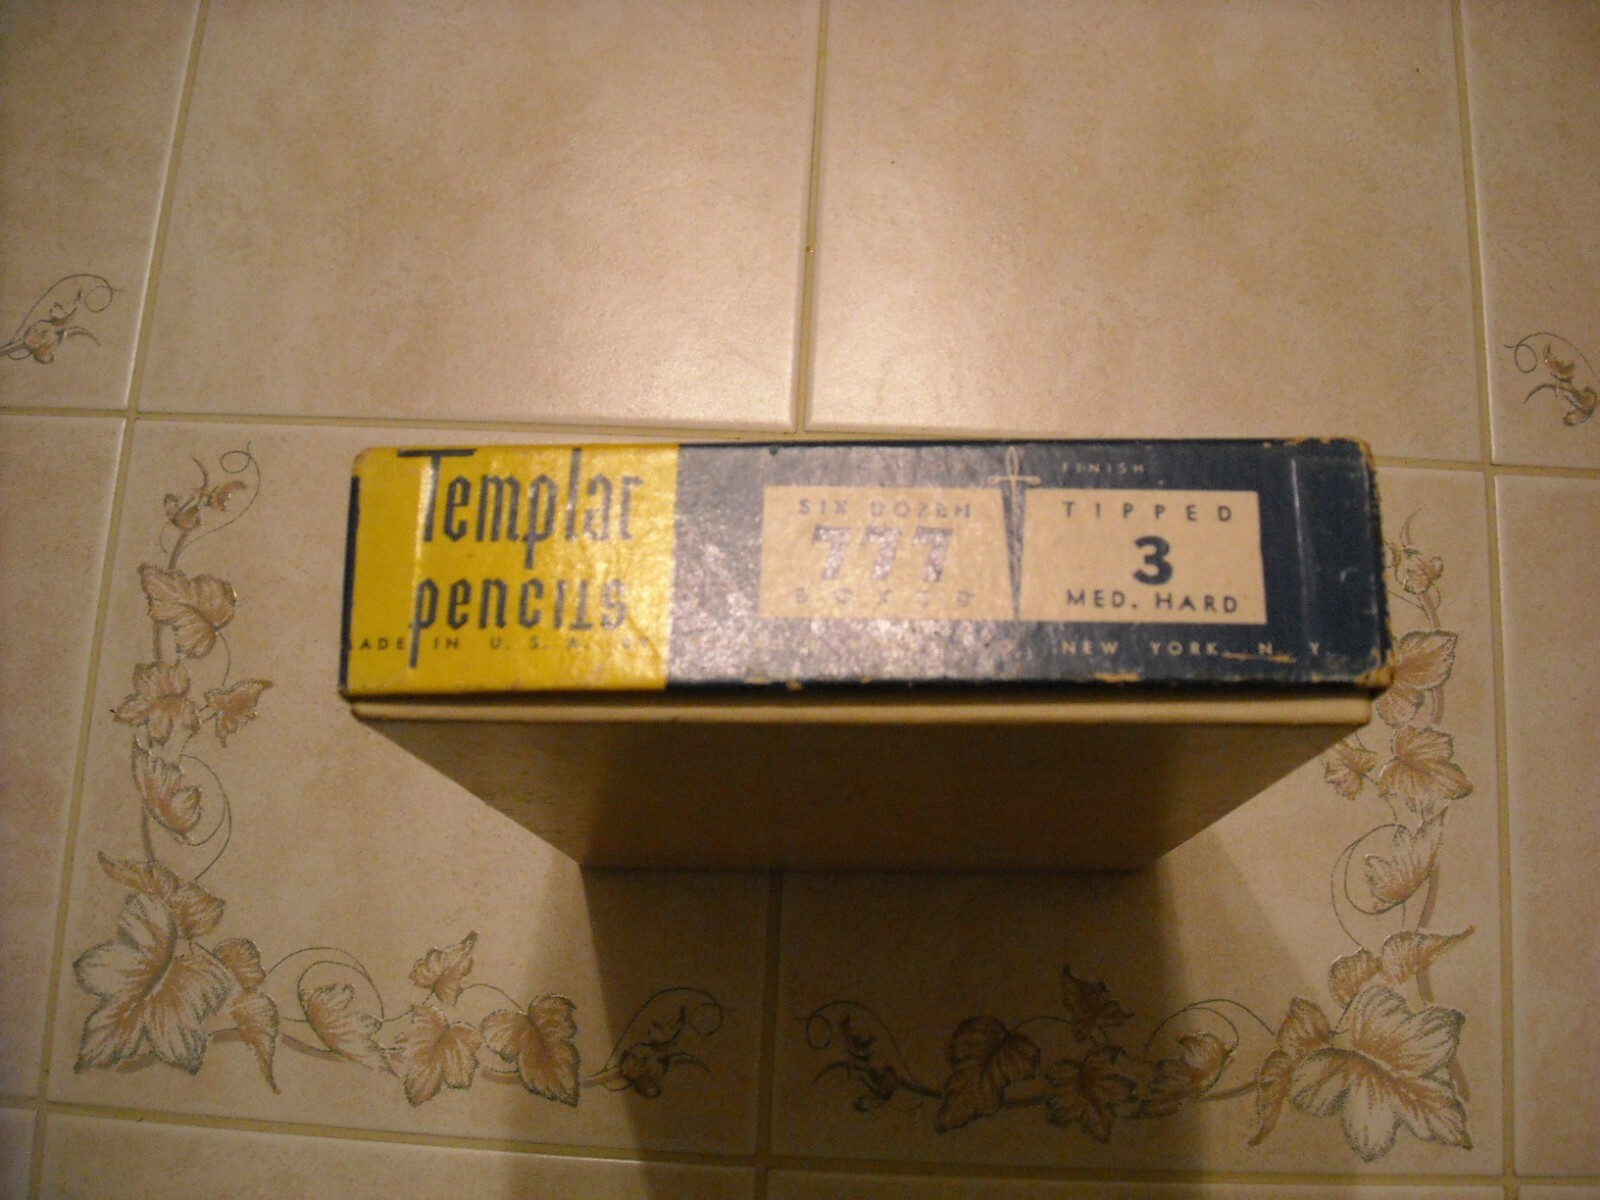 Templar
pencils
ADE IN U. S. A.
SIX DOZEN
777
BOXED
FINISH
TIPPED
3
MED. HARD
NEW YORK, N. Y.